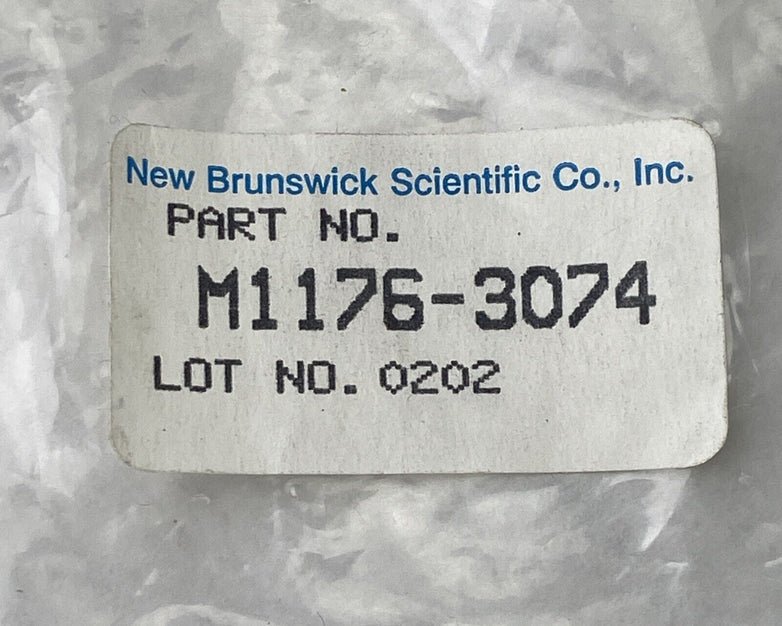 New Brunswick Scientific Co., Inc.
PART NO.
M1176-3074
LOT NO. 0202